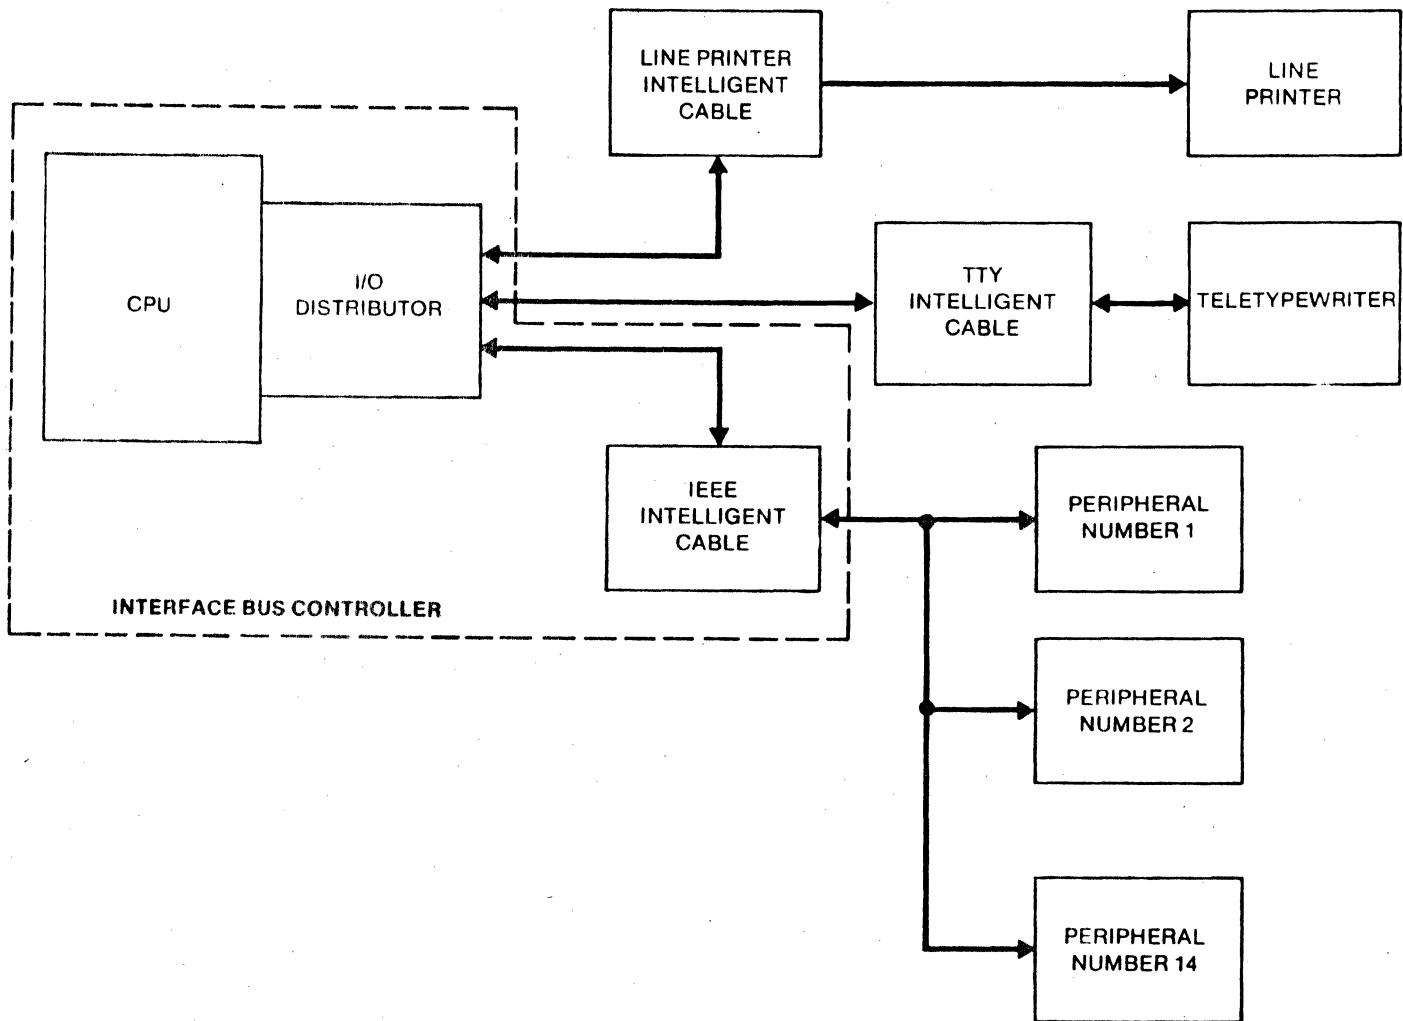 LINE PRINTER
INTELLIGENT
CABLE
LINE
PRINTER
CPU
I/O
DISTRIBUTOR
TTY
INTELLIGENT
CABLE
TELETYPEWRITER
IEEE
INTELLIGENT
CABLE
PERIPHERAL
NUMBER 1
INTERFACE BUS CONTROLLER
PERIPHERAL
NUMBER 2
PERIPHERAL
NUMBER 14